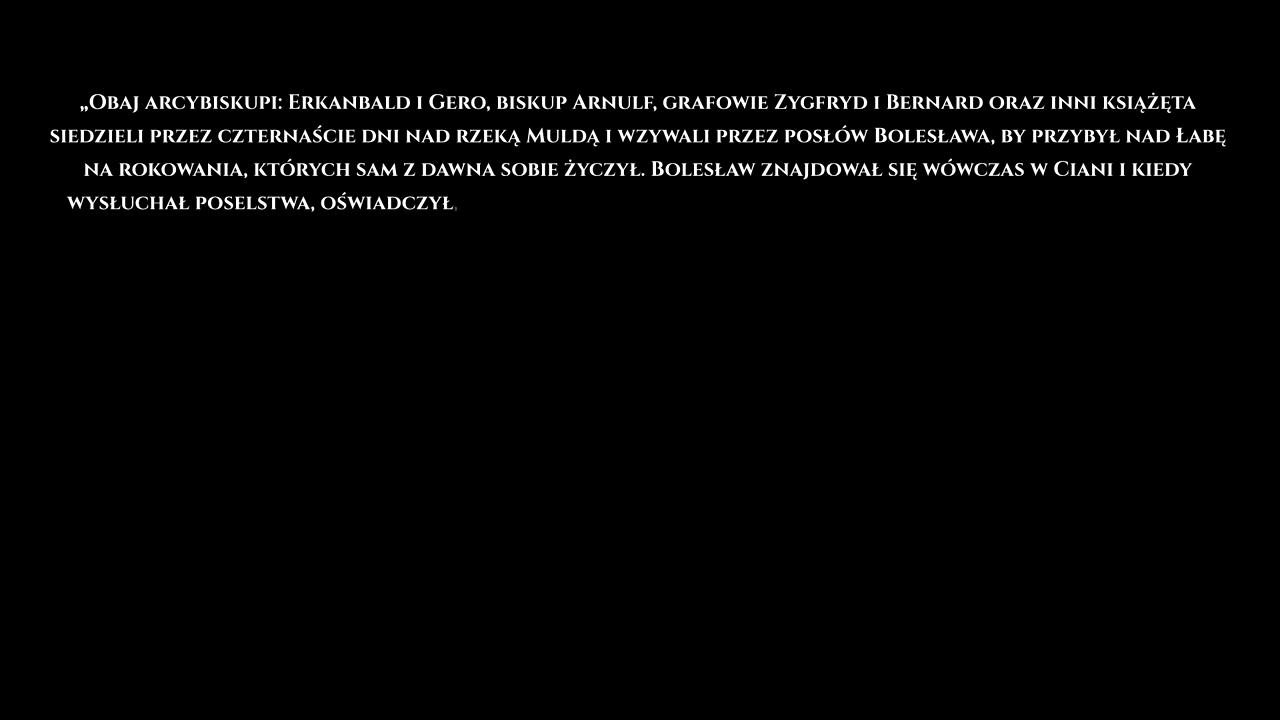 „Obaj arcybiskupi: Erkanbald i Gero, biskup Arnulf, grafowie Zygfryd i Bernard oraz inni książęta
siedzieli przez czternaście dni nad rzeką Muldą i wzywali przez posłów Bolesława, by przybył nad Łabę
na rokowania, których sam z dawna sobie życzył. Bolesław znajdował się wówczas w Ciani i kiedy
wysłuchał poselstwa, oświadczył,